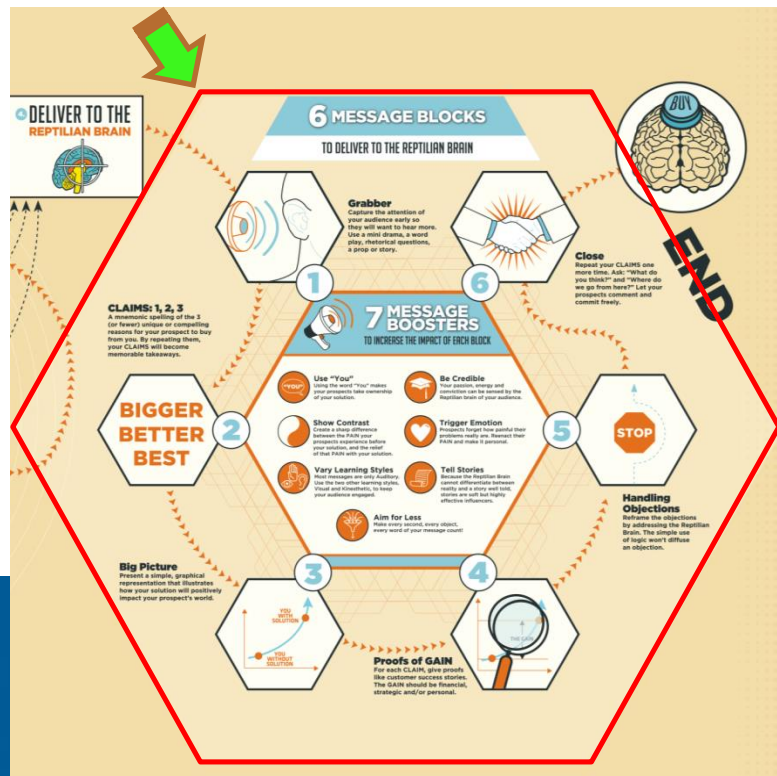 4. DELIVER TO THE
REPTILIAN BRAIN
6 MESSAGE BLOCKS
TO DELIVER TO THE REPTILIAN BRAIN
BUY
END
Grabber
Capture the attention of
your audience early so
they will want to hear more.
Use a mini drama, a word
play, rhetorical questions,
a prop or story.
1
6
Close
Repeat your CLAIMS one
more time. Ask: "What do
you think?" and "Where do
we go from here?" Let your
prospects comment and
commit freely.
CLAIMS: 1, 2, 3
A mnemonic spelling of the 3
(or fewer) unique or compelling
reasons for your prospect to buy
from you. By repeating them,
your CLAIMS will become
memorable takeaways.
BIGGER
BETTER
BEST
2
7 MESSAGE
BOOSTERS
TO INCREASE THE IMPACT OF EACH BLOCK
"YOU"
Use "You"
Using the word "You" makes
your prospects take ownership
of your solution.
Be Credible
Your passion, energy and
conviction can be sensed by the
Reptilian brain of your audience.
Show Contrast
Create a sharp difference
between the PAIN your
prospects experience before
your solution, and the relief
of that PAIN with your solution.
Trigger Emotion
Prospects forget how painful their
problems really are. Reenact their
PAIN and make it personal.
Vary Learning Styles
Most messages are only Auditory.
Use the two other learning styles,
Visual and Kinesthetic, to keep
your audience engaged.
Tell Stories
Because the Reptilian Brain
cannot differentiate between
reality and a story well told,
stories are soft but highly
effective influencers.
Aim for Less
Make every second, every object,
every word of your message count!
5
STOP
Handling
Objections
Reframe the objections
by addressing the Reptilian
Brain. The simple use
of logic won't diffuse
an objection.
Big Picture
Present a simple, graphical
representation that illustrates
how your solution will positively
impact your prospect's world.
3
YOU
WITH
SOLUTION
YOU
WITHOUT
SOLUTION
4
THE GAIN
Proofs of GAIN
For each CLAIM, give proofs
like customer success stories.
The GAIN should be financial,
strategic and/or personal.